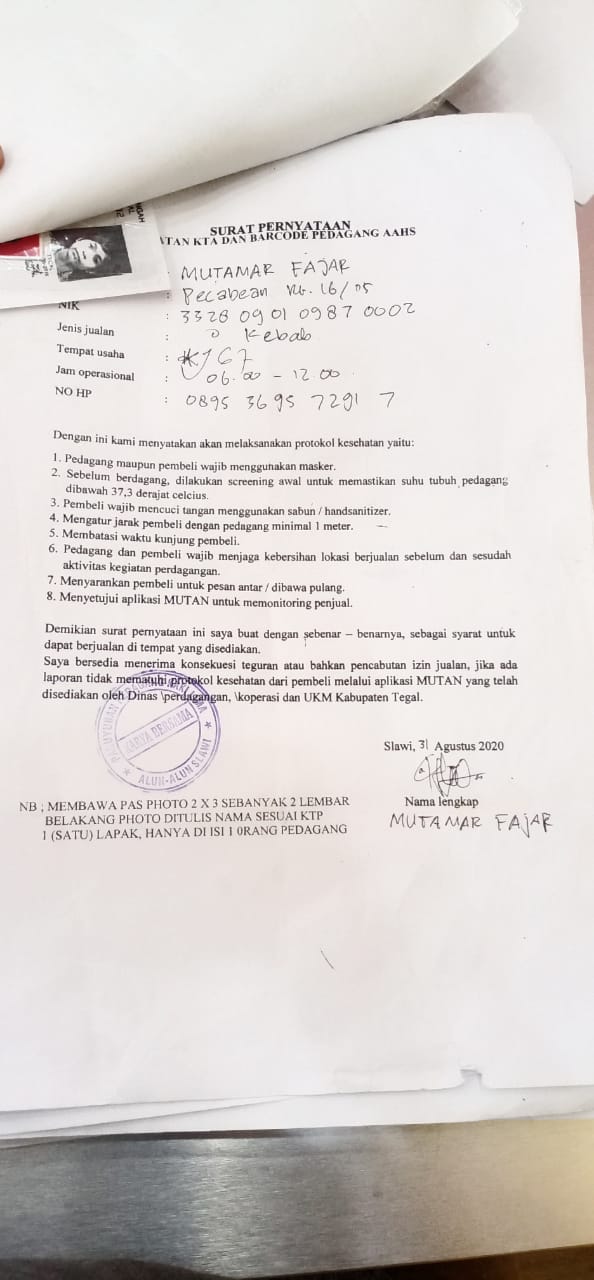 SURAT PERNYATAAN
TAN KTA DAN BARCODE PEDAGANG AAHS
: MUTAMAR FAJAR
: Pecabean Rt. 16/05
NIK : 3328 0901 0987 0002
Jenis jualan : Kebab
Tempat usaha : 167
Jam operasional : 06.00 - 12.00
NO HP : 0895 3695 7291 7
Dengan ini kami menyatakan akan melaksanakan protokol kesehatan yaitu:
1. Pedagang maupun pembeli wajib menggunakan masker.
2. Sebelum berdagang, dilakukan screening awal untuk memastikan suhu tubuh pedagang
dibawah 37,3 derajat celcius.
3. Pembeli wajib mencuci tangan menggunakan sabun / handsanitizer.
4. Mengatur jarak pembeli dengan pedagang minimal 1 meter.
5. Membatasi waktu kunjung pembeli.
6. Pedagang dan pembeli wajib menjaga kebersihan lokasi berjualan sebelum dan sesudah
aktivitas kegiatan perdagangan.
7. Menyarankan pembeli untuk pesan antar / dibawa pulang.
8. Menyetujui aplikasi MUTAN untuk memonitoring penjual.
Demikian surat pernyataan ini saya buat dengan sebenar – benarnya, sebagai syarat untuk
dapat berjualan di tempat yang disediakan.
Saya bersedia menerima konsekuesi teguran atau bahkan pencabutan izin jualan, jika ada
laporan tidak mematuhi protokol kesehatan dari pembeli melalui aplikasi MUTAN yang telah
disediakan oleh Dinas \perdagangan, \koperasi dan UKM Kabupaten Tegal.
KARYA BERSAMA
ALUN-ALUN SLAWI
Slawi, 31 Agustus 2020
Nama lengkap
MUTAMAR FAJAR
NB ; MEMBAWA PAS PHOTO 2 X 3 SEBANYAK 2 LEMBAR
BELAKANG PHOTO DITULIS NAMA SESUAI KTP
1 (SATU) LAPAK, HANYA DI ISI 1 0RANG PEDAGANG